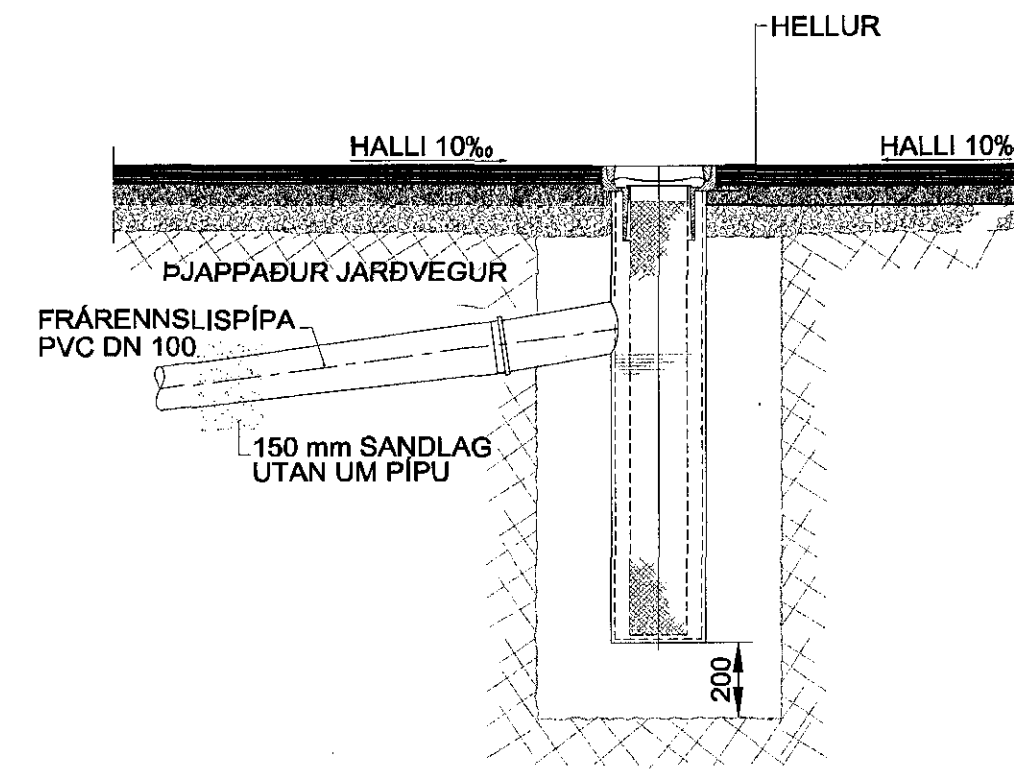 HELLUR
HALLI 10‰
HALLI 10‰
ÞJAPPAÐUR JARÐVEGUR
FRÁRENNSLISPÍPA
PVC DN 100
150 mm SANDLAG
UTAN UM PÍPU
200